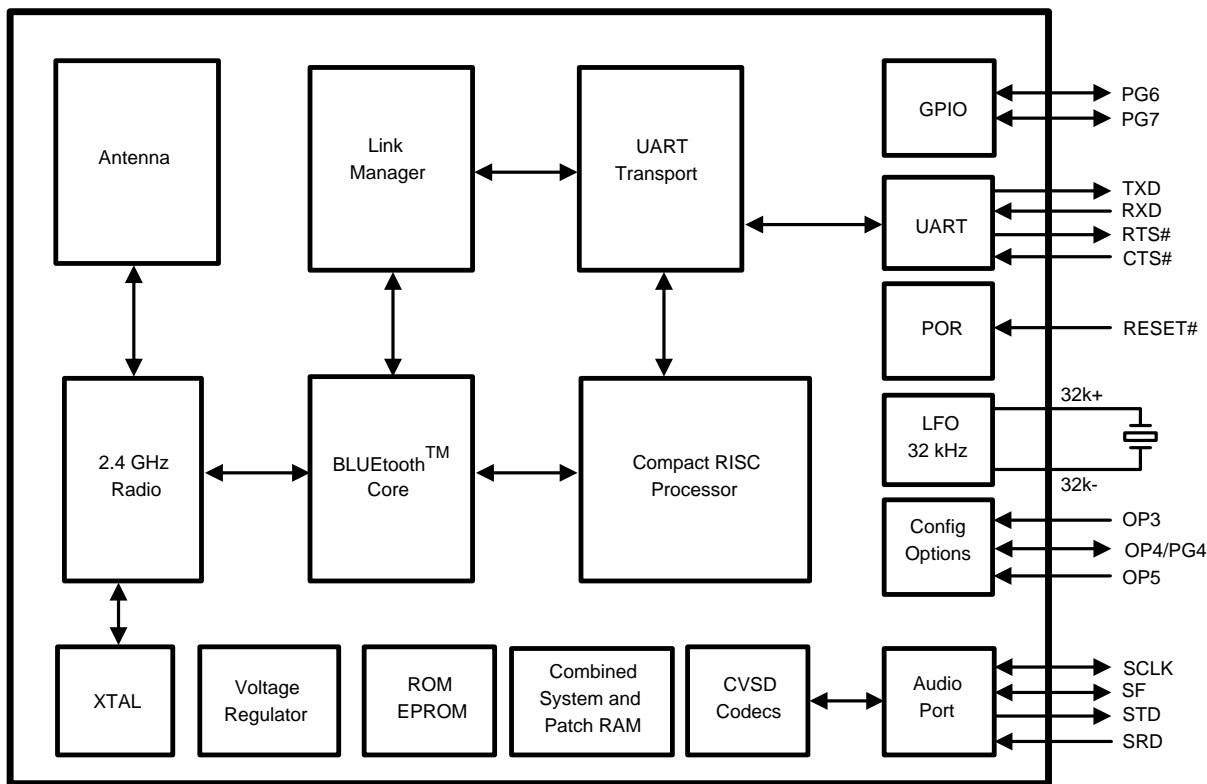 Antenna
Link
Manager
UART
Transport
GPIO
PG6
PG7
UART
TXD
RXD
RTS#
CTS#
POR
RESET#
2.4 GHz
Radio
BLUEtooth™
Core
Compact RISC
Processor
LFO
32 kHz
32k+
32k-
Config
Options
OP3
OP4/PG4
OP5
XTAL
Voltage
Regulator
ROM
EPROM
Combined
System and
Patch RAM
CVSD
Codecs
Audio
Port
SCLK
SF
STD
SRD